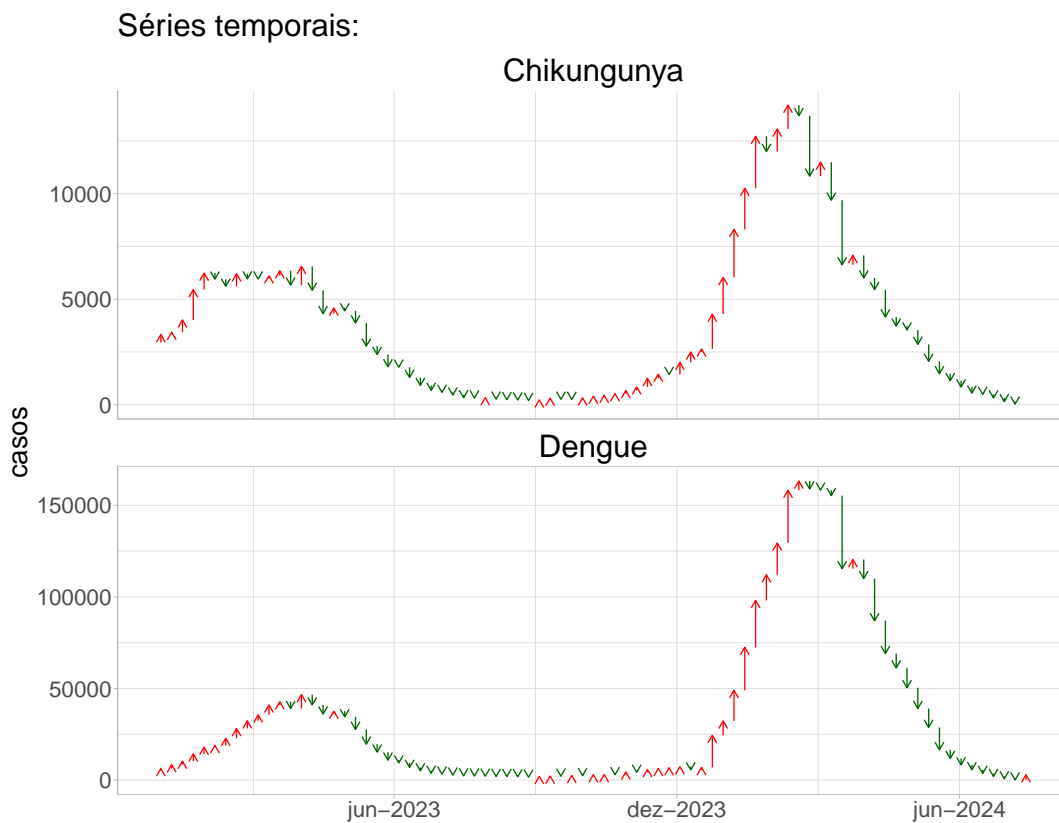 Séries temporais:
Chikungunya
10000
5000
0
casos
Dengue
150000
100000
50000
0
jun−2023
dez−2023
jun−2024